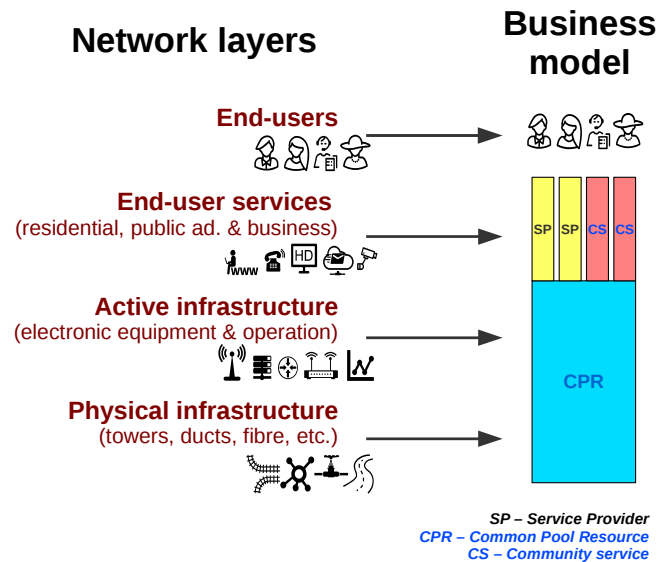 Network layers
Business
model
End-users
End-user services
(residential, public ad. & business)
www
HD
SP SP CS CS
Active infrastructure
(electronic equipment & operation)
CPR
Physical infrastructure
(towers, ducts, fibre, etc.)
SP – Service Provider
CPR – Common Pool Resource
CS – Community service